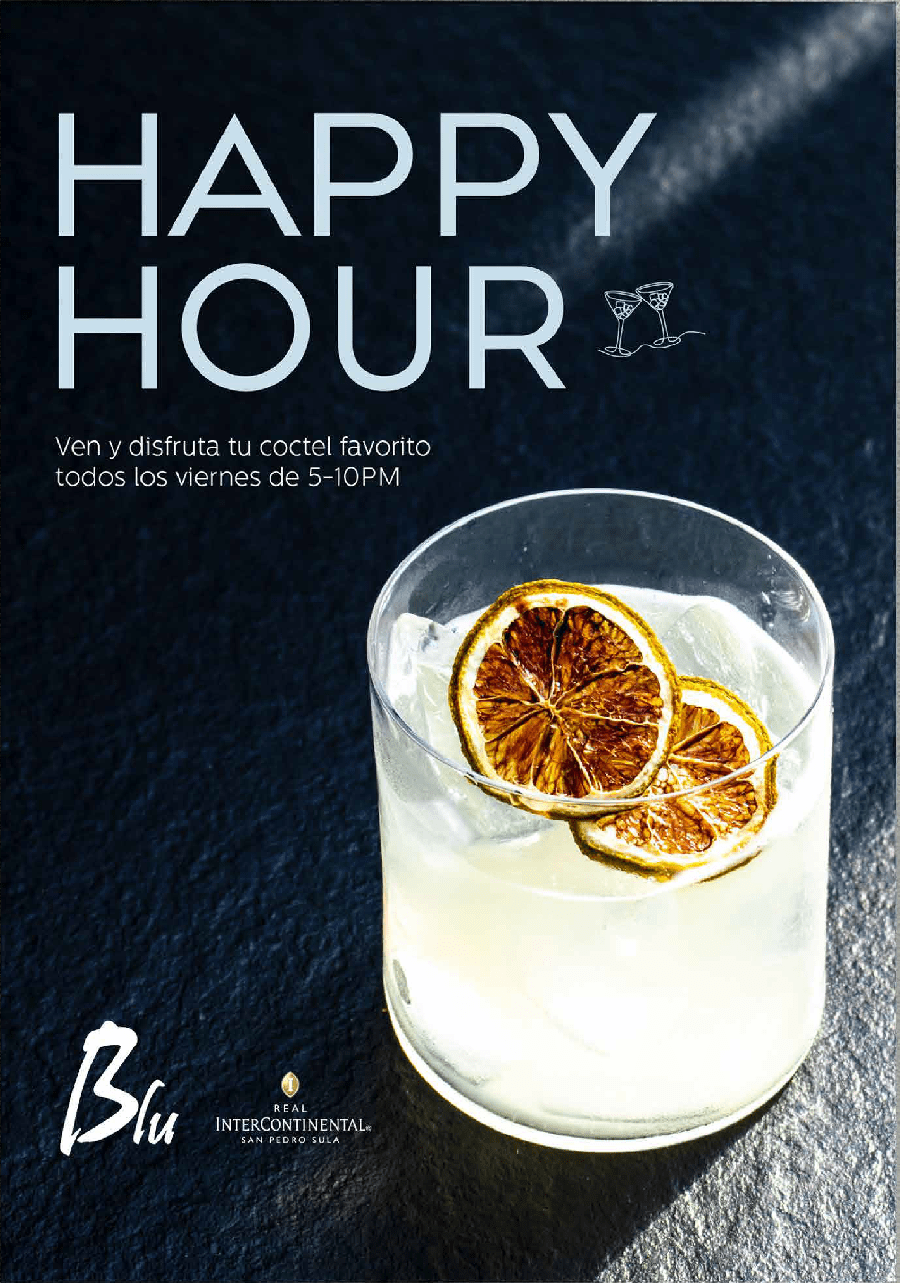 HAPPY
HOUR
Ven y disfruta tu coctel favorito
todos los viernes de 5-10PM
Blu
REAL
INTERCONTINENTAL®
SAN PEDRO SULA